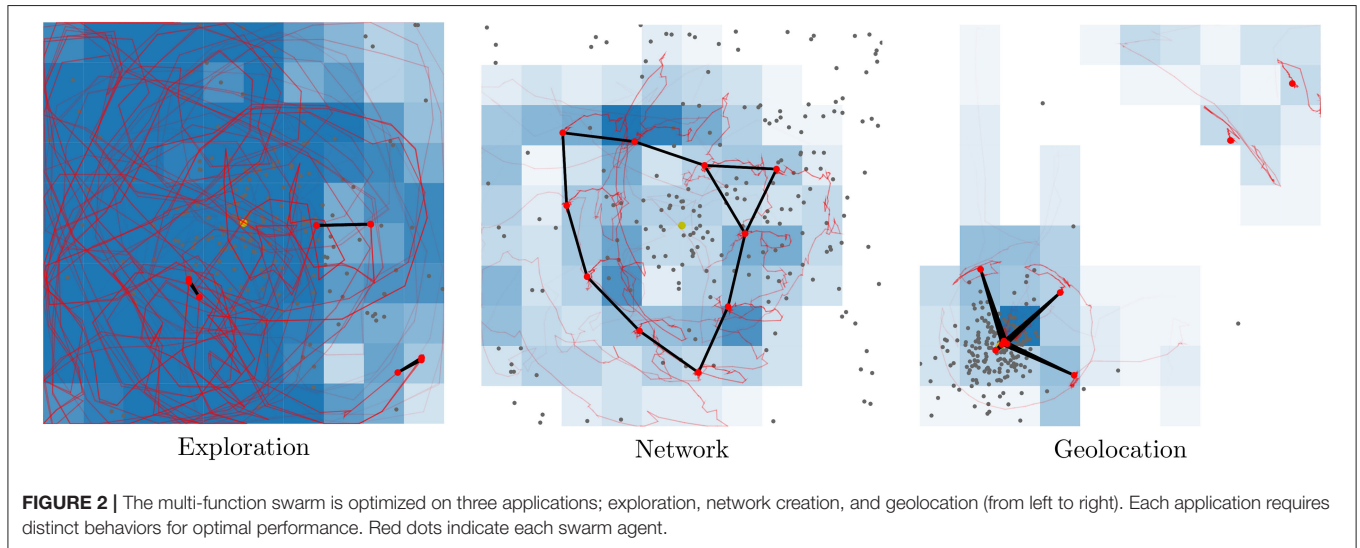 Exploration
Network
Geolocation
FIGURE 2 | The multi-function swarm is optimized on three applications; exploration, network creation, and geolocation (from left to right). Each application requires
distinct behaviors for optimal performance. Red dots indicate each swarm agent.